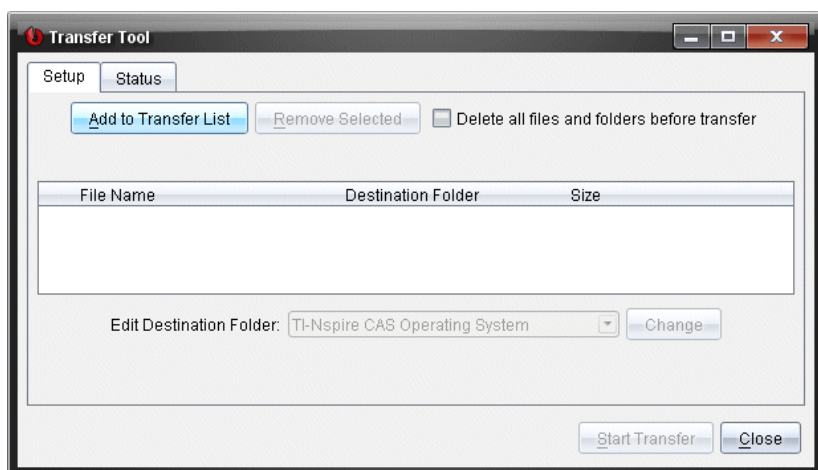 Transfer Tool
Setup Status
Add to Transfer List Remove Selected Delete all files and folders before transfer
File Name Destination Folder Size
Edit Destination Folder: TI-Nspire CAS Operating System Change
Start Transfer Close